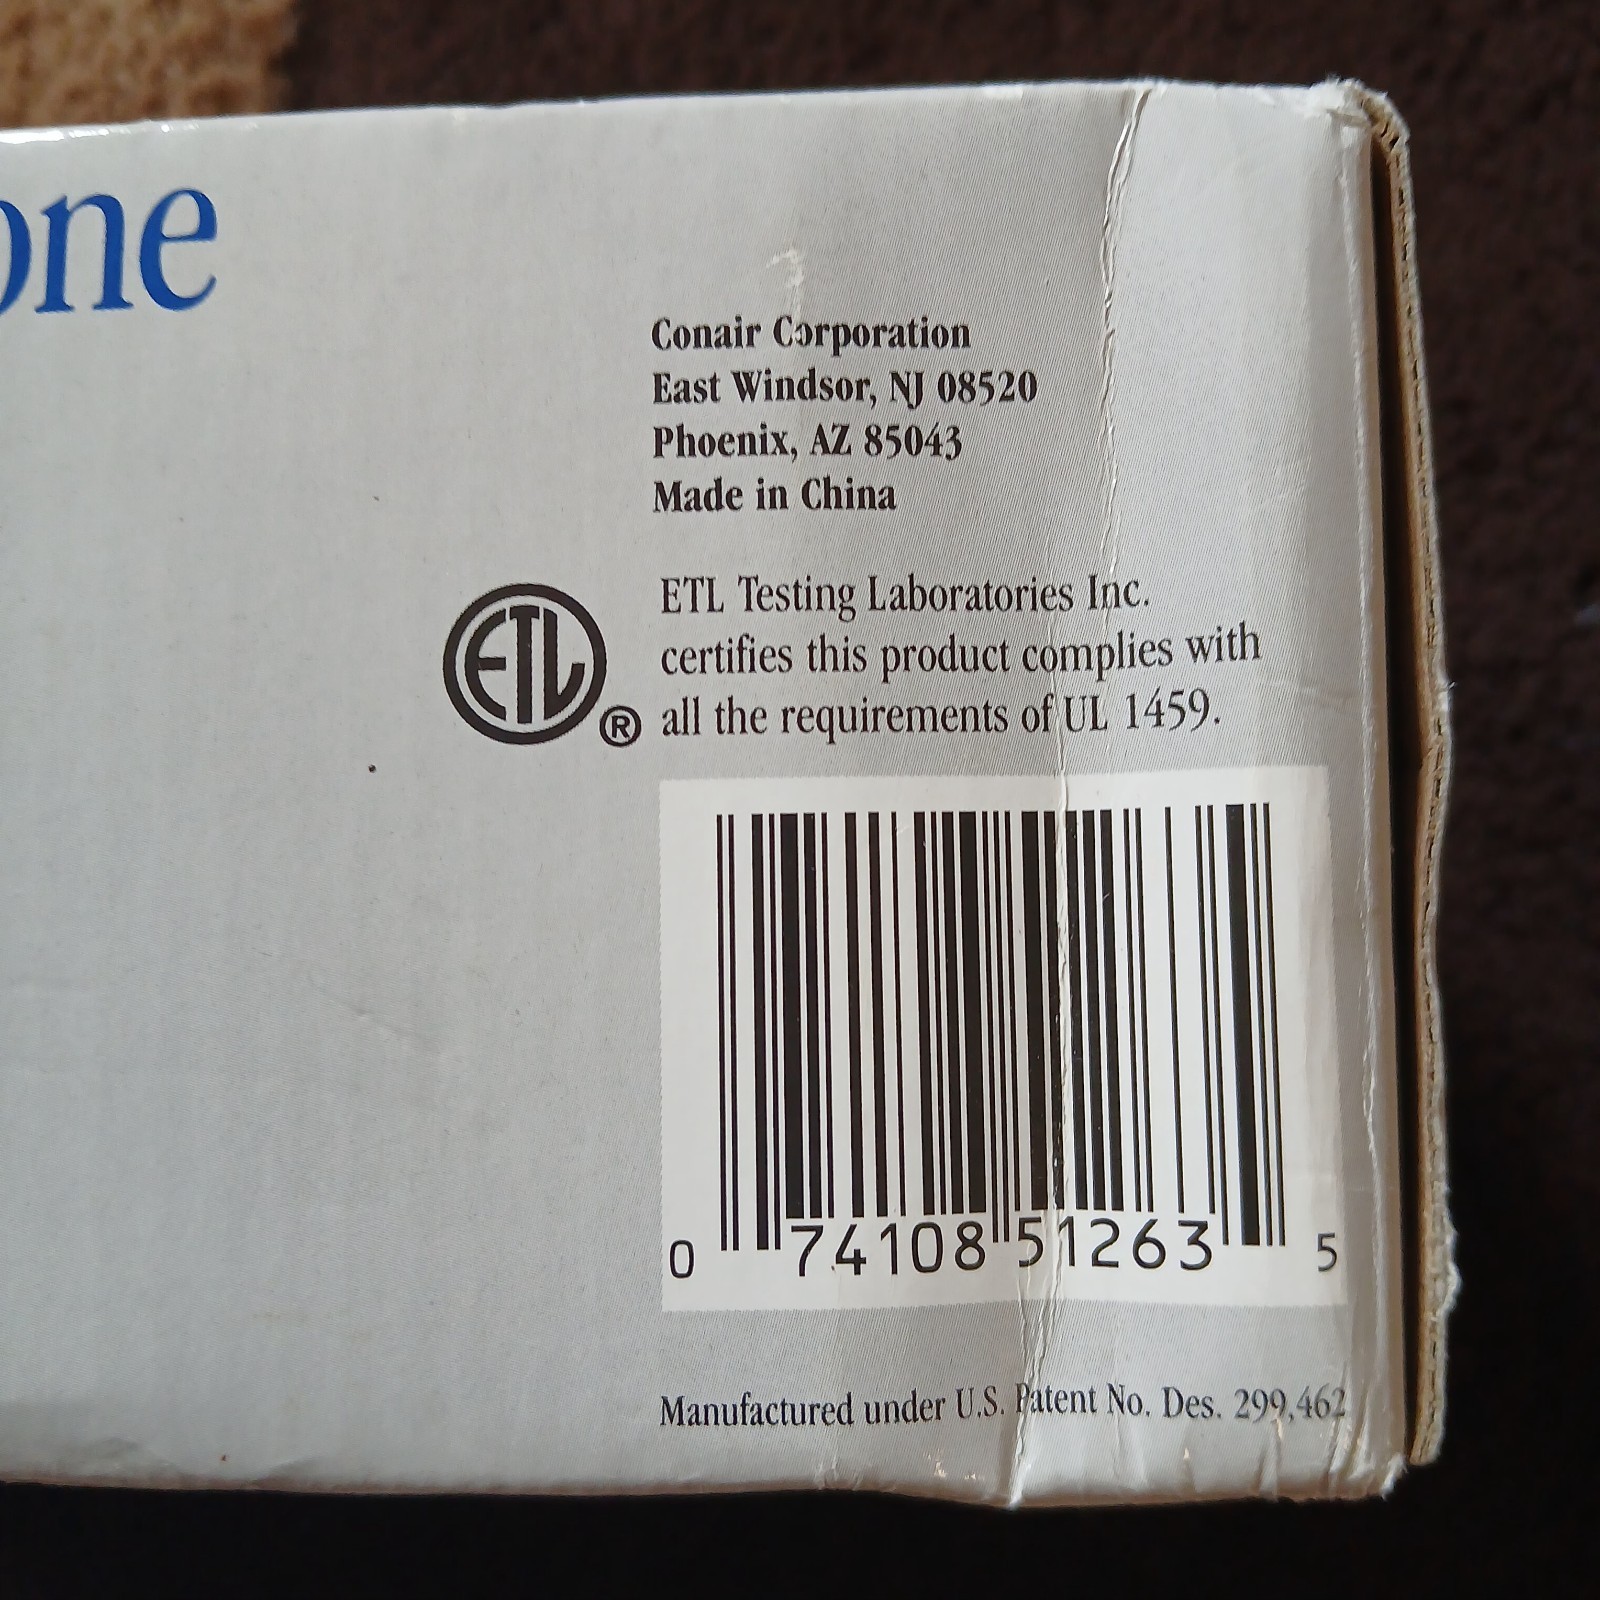 one
Conair Corporation
East Windsor, NJ 08520
Phoenix, AZ 85043
Made in China
ETL
®
ETL Testing Laboratories Inc.
certifies this product complies with
all the requirements of UL 1459.
0 74108 51263 5
Manufactured under U.S. Patent No. Des. 299,462